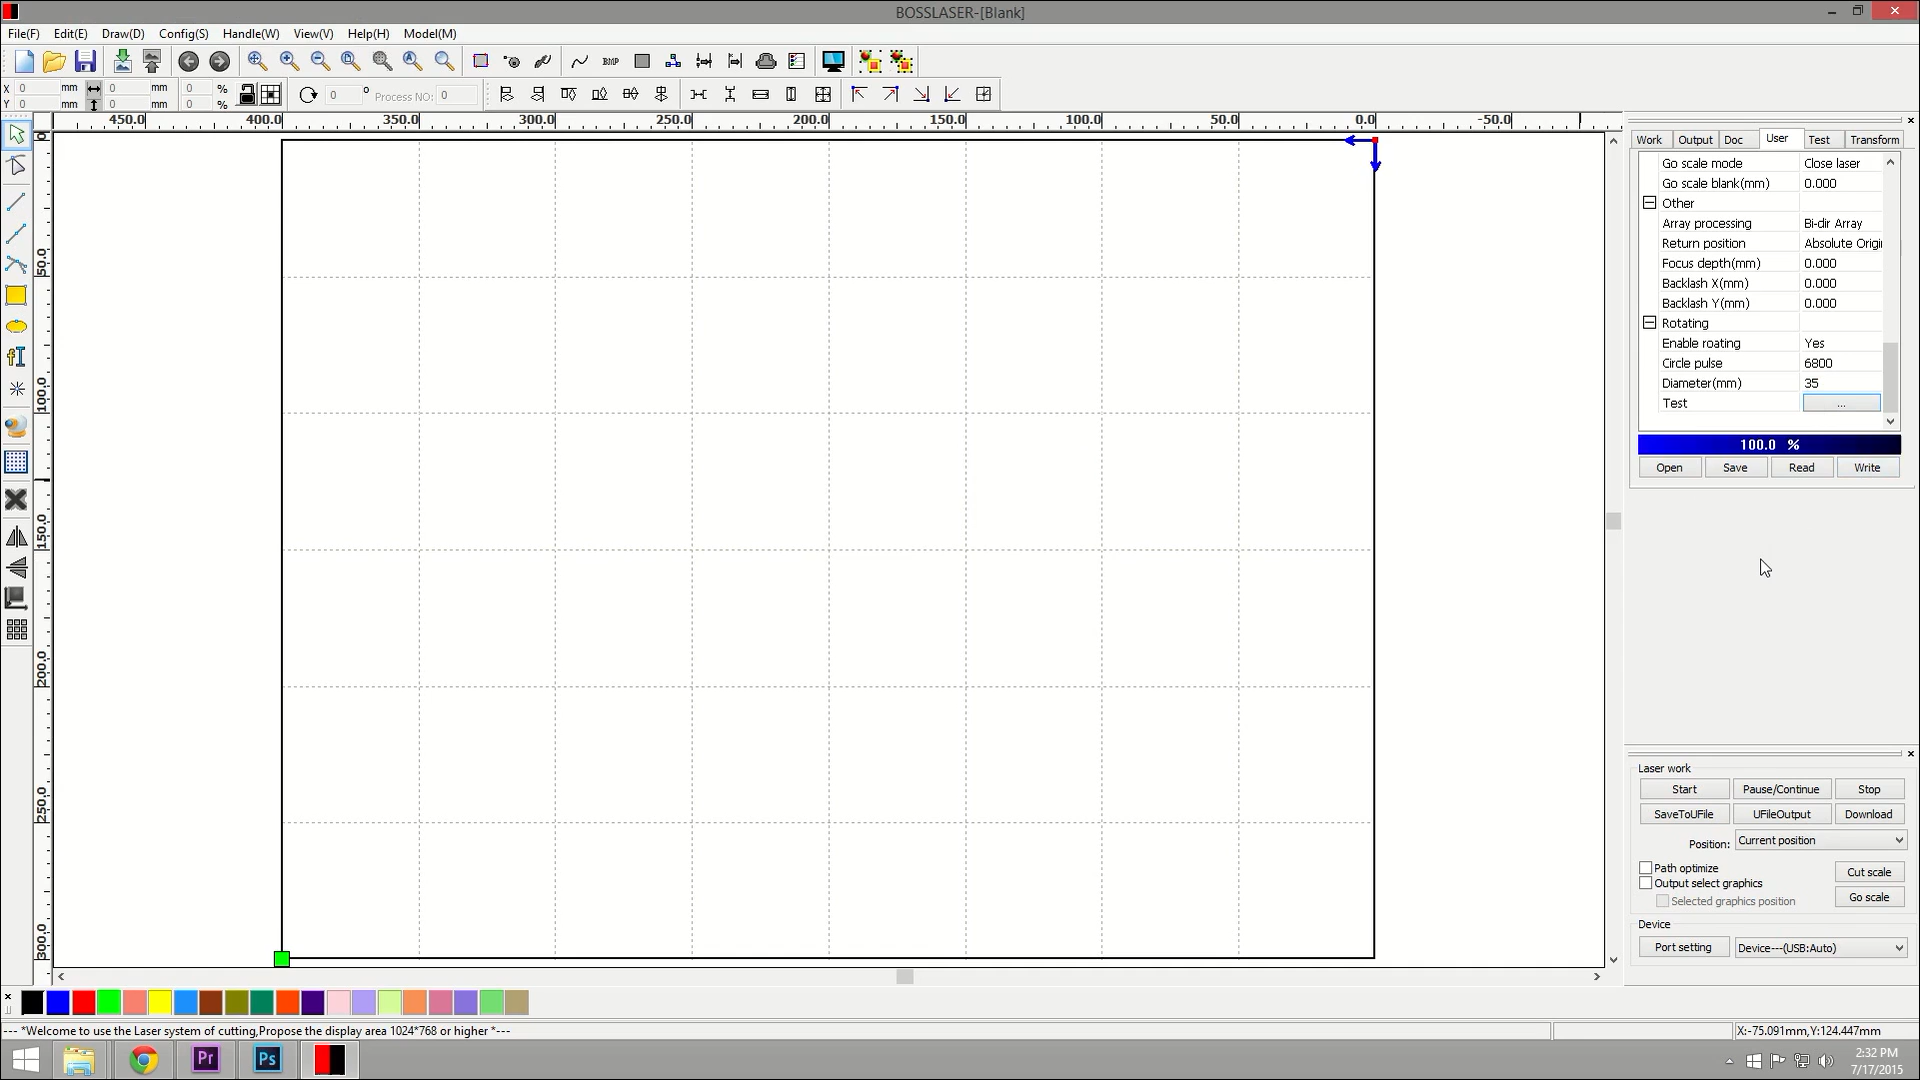 BOSSLASER-[Blank]
File(F) Edit(E) Draw(D) Config(S) Handle(W) View(V) Help(H) Model(M)
BMP
X 0 mm 0 mm 0 %
Y 0 mm 0 mm 0 %
0 ° Process NO: 0
450.0 400.0 350.0 300.0 250.0 200.0 150.0 100.0 50.0 0.0 -50.0
0
50.0
100.0
150.0
200.0
250.0
300.0
Work Output Doc User Test Transform
Go scale mode Close laser
Go scale blank(mm) 0.000
Other
Array processing Bi-dir Array
Return position Absolute Origi
Focus depth(mm) 0.000
Backlash X(mm) 0.000
Backlash Y(mm) 0.000
Rotating
Enable roating Yes
Circle pulse 6800
Diameter(mm) 35
Test ...
100.0 %
Open Save Read Write
Laser work
Start Pause/Continue Stop
SaveToUFile UFileOutput Download
Position: Current position
Path optimize
Cut scale
Output select graphics
Selected graphics position
Go scale
Device
Port setting Device---(USB:Auto)
--- *Welcome to use the Laser system of cutting,Propose the display area 1024*768 or higher *---
X:-75.091mm,Y:124.447mm
Pr Ps
2:32 PM
7/17/2015